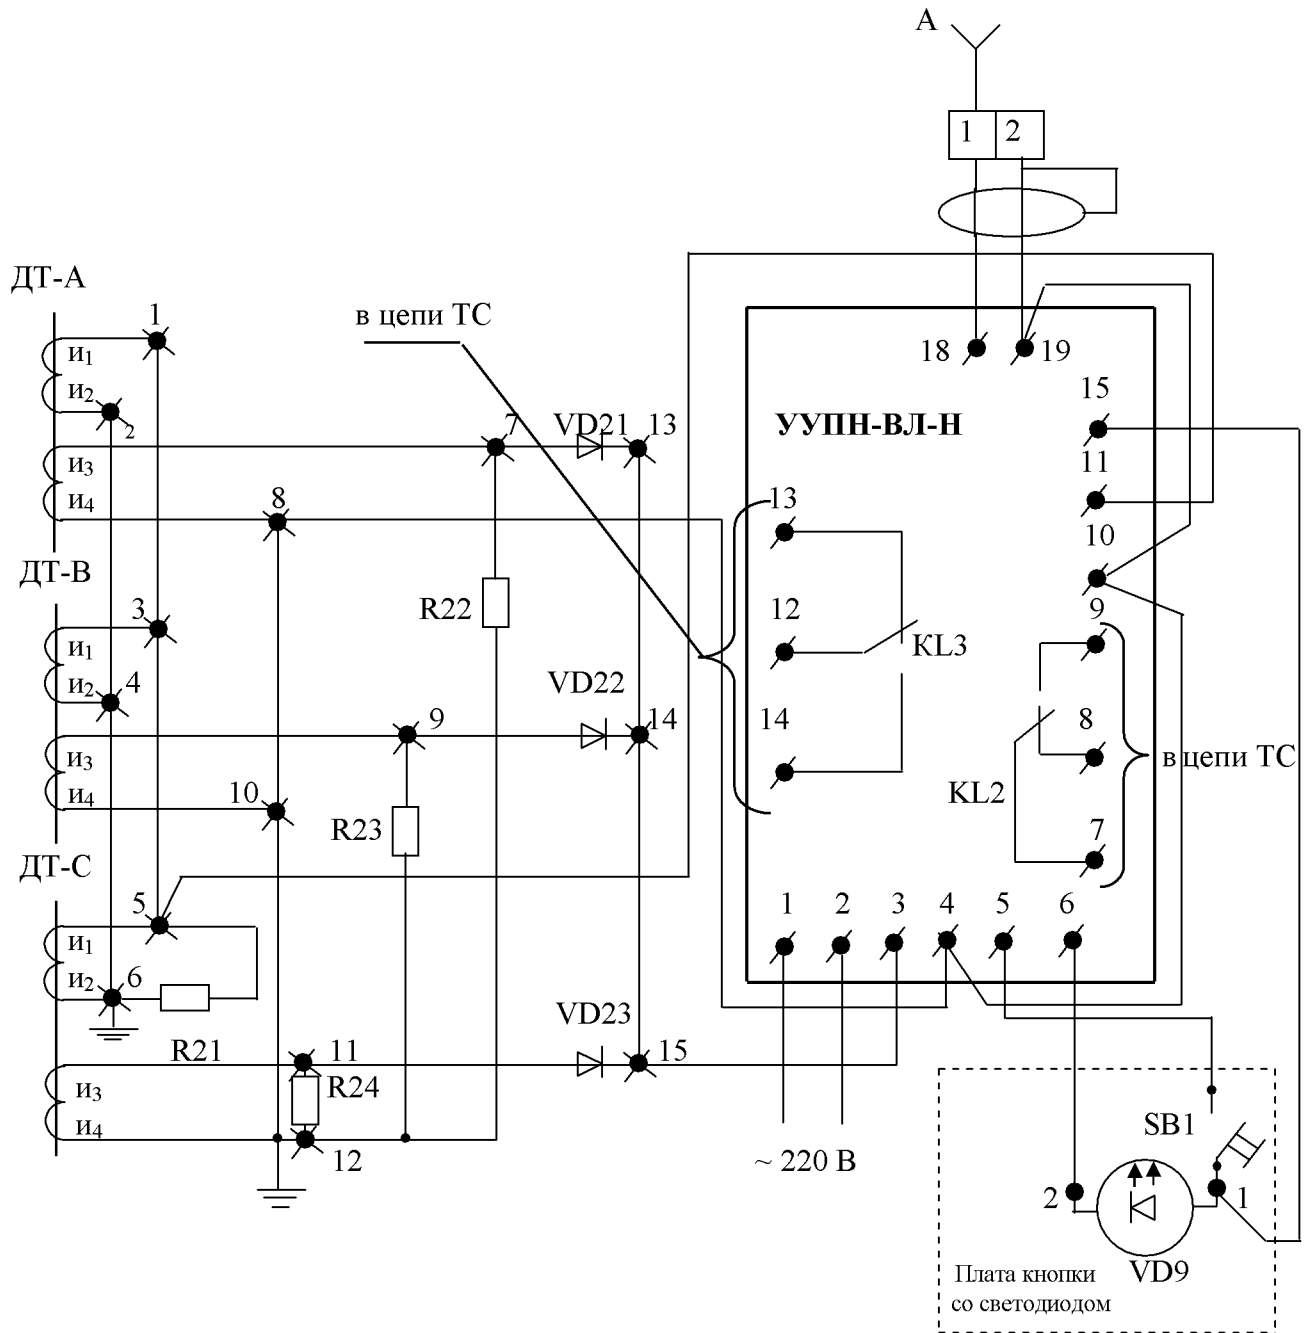 А
1 2
ДТ-А
1
в цепи ТС
18 19
и1
15
и2
2
7 VD21 13
УУПН-ВЛ-Н
и3
11
и4
8
13
10
ДТ-В
3
R22
12
9
и1
KL3
и2
4
VD22
9
14
14
8
и3
в цепи ТС
и4
10
KL2
R23
7
ДТ-С
5
1 2 3 4 5 6
и1
и2
6
VD23
R21
11
15
и3
R24
и4
12
~ 220 В
SB1
2
1
VD9
Плата кнопки
со светодиодом